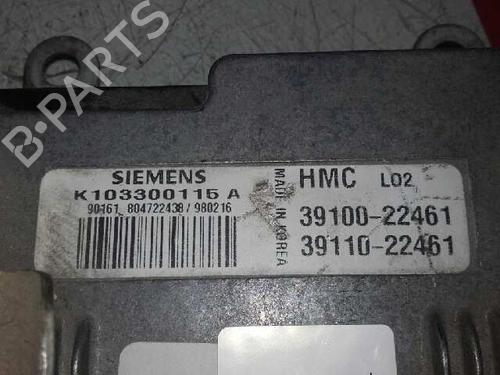 SIEMENS
K103300115 A
90161 804722438 / 980216
MADE IN KOREA
HMC L02
39100-22461
39110-22461
B-PARTS